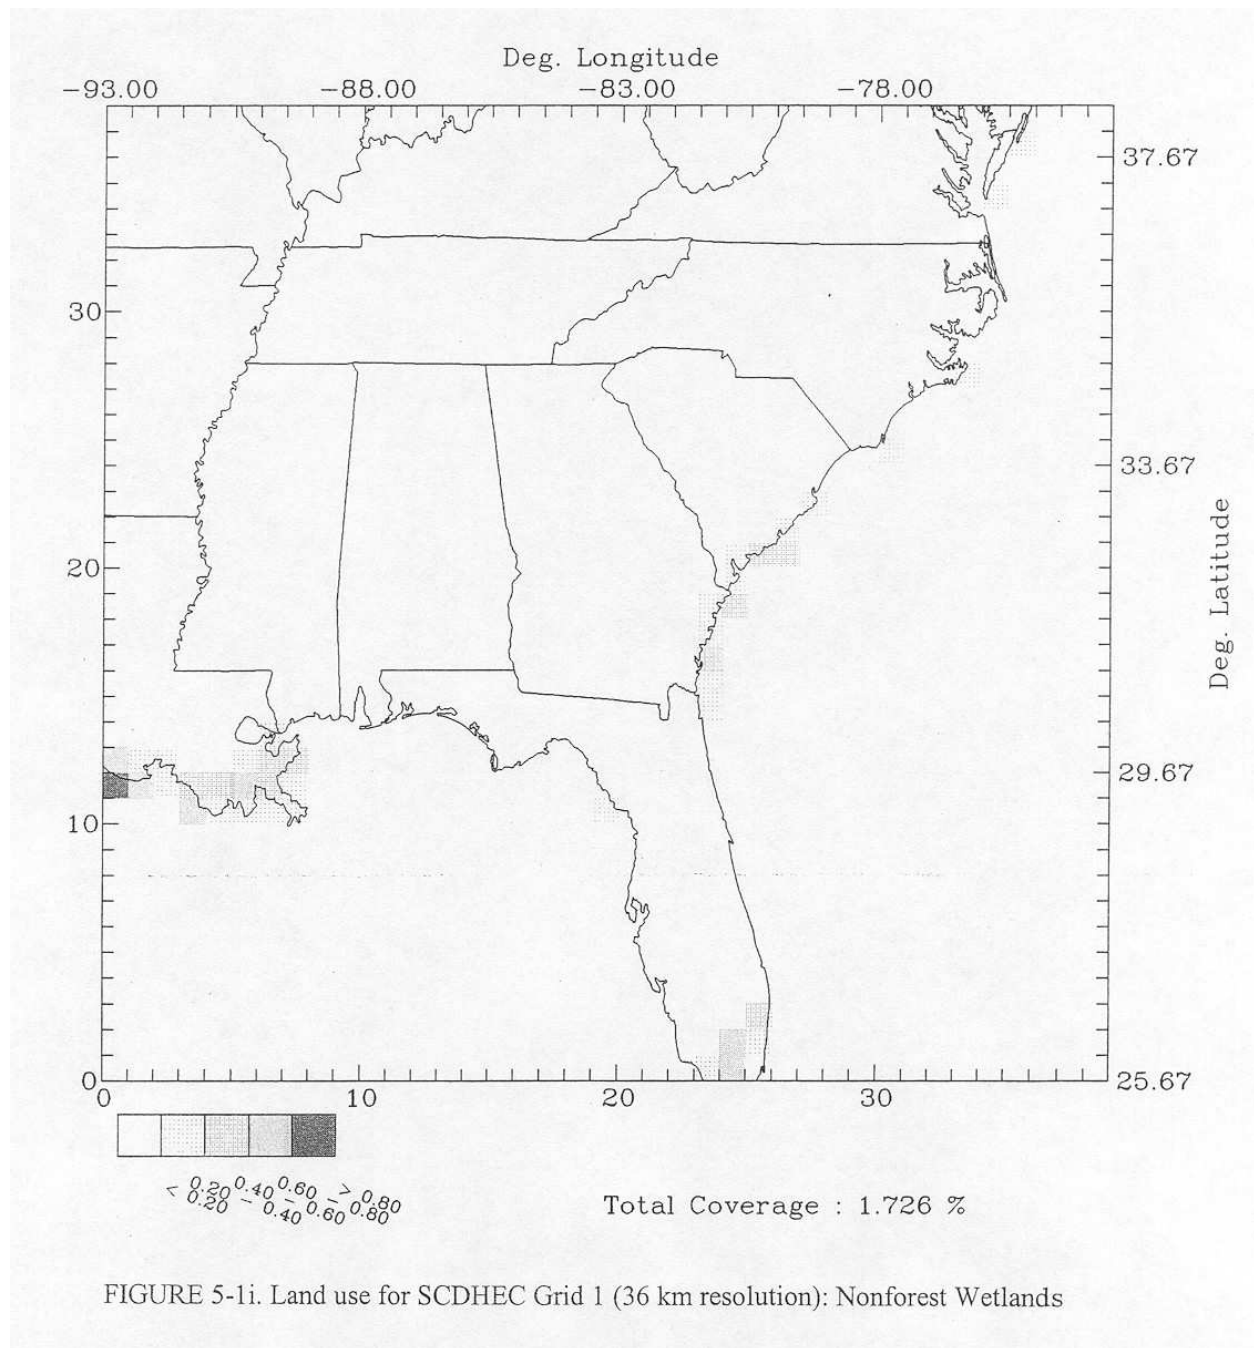 Deg. Longitude
−93.00 −88.00 −83.00 −78.00
37.67
30
33.67
20
Deg. Latitude
29.67
10
0 25.67
0 10 20 30
< 0.20
0.20 − 0.40
0.40 − 0.60
0.60 − 0.80
> 0.80
Total Coverage : 1.726 %
FIGURE 5-1i. Land use for SCDHEC Grid 1 (36 km resolution): Nonforest Wetlands